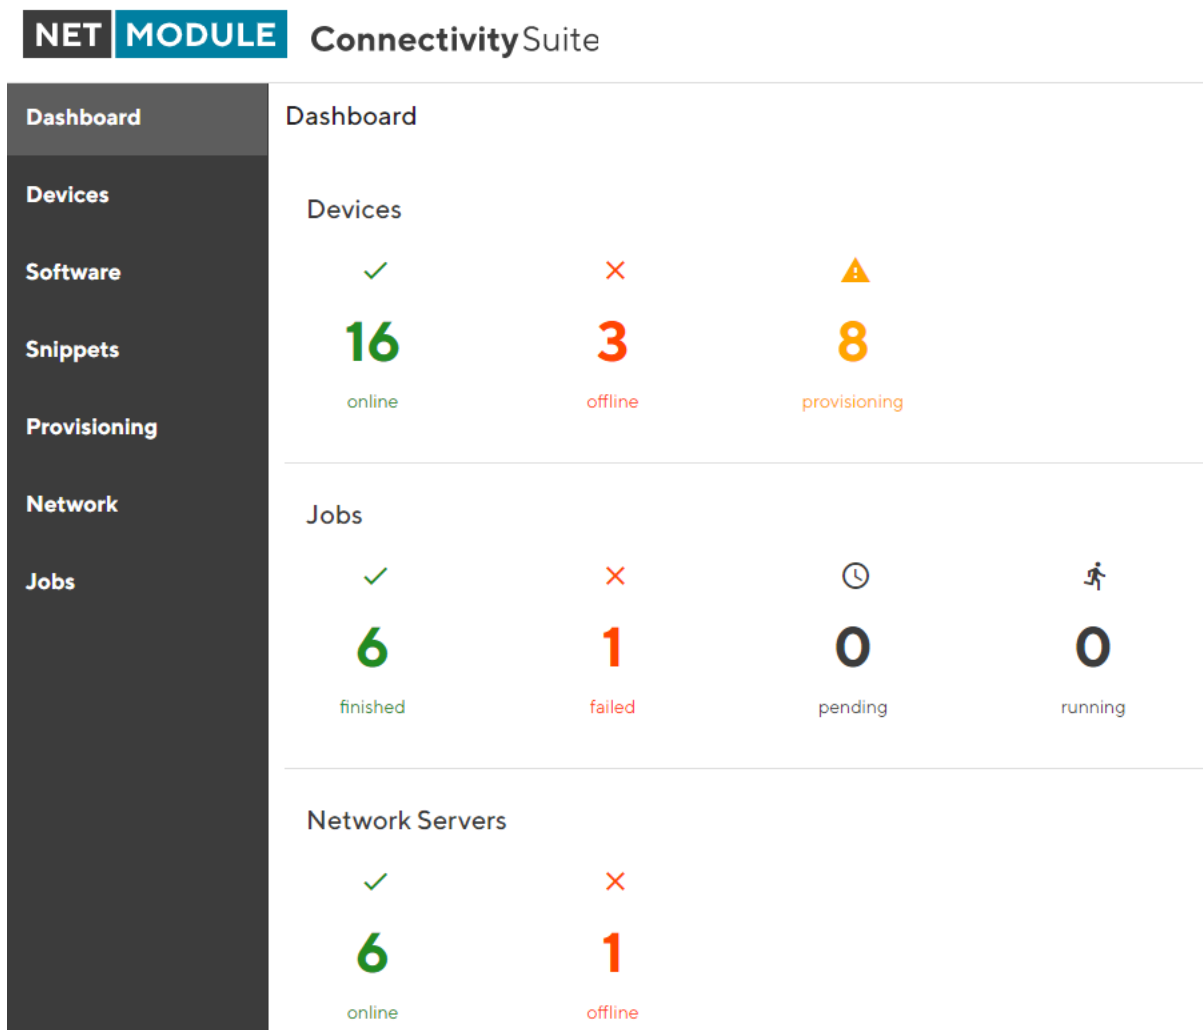 NET MODULE ConnectivitySuite
Dashboard
Devices
Software
Snippets
Provisioning
Network
Jobs
Dashboard
Devices
16 3 8
online offline provisioning
Jobs
6 1 0 0
finished failed pending running
Network Servers
6 1
online offline